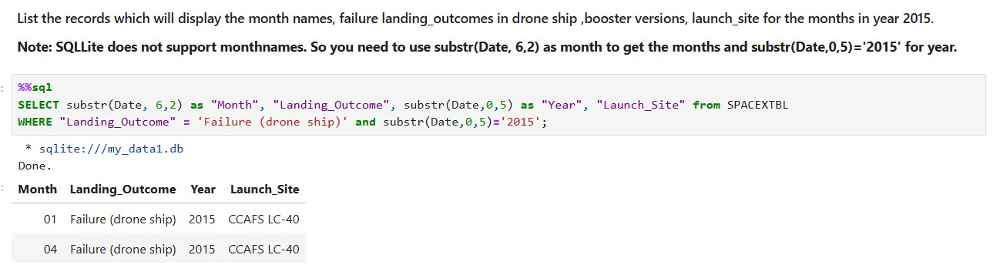 List the records which will display the month names, failure landing_outcomes in drone ship ,booster versions, launch_site for the months in year 2015.
Note: SQLLite does not support monthnames. So you need to use substr(Date, 6,2) as month to get the months and substr(Date,0,5)='2015' for year.
:
%%sql
SELECT substr(Date, 6,2) as "Month", "Landing_Outcome", substr(Date,0,5) as "Year", "Launch_Site" from SPACEXTBL
WHERE "Landing_Outcome" = 'Failure (drone ship)' and substr(Date,0,5)='2015';
* sqlite:///my_data1.db
Done.
:
Month Landing_Outcome Year Launch_Site
01 Failure (drone ship) 2015 CCAFS LC-40
04 Failure (drone ship) 2015 CCAFS LC-40